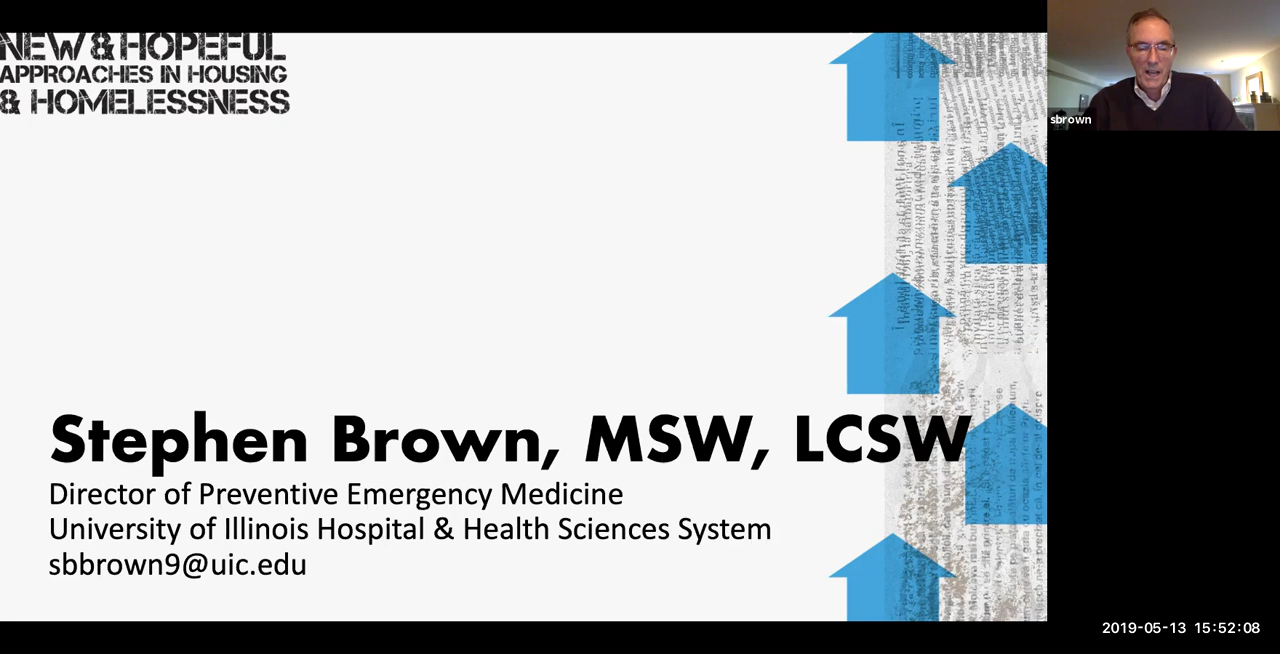 NEW & HOPEFUL
APPROACHES IN HOUSING
& HOMELESSNESS
sbrown
Stephen Brown, MSW, LCSW
Director of Preventive Emergency Medicine
University of Illinois Hospital & Health Sciences System
sbbrown9@uic.edu
2019-05-13 15:52:08